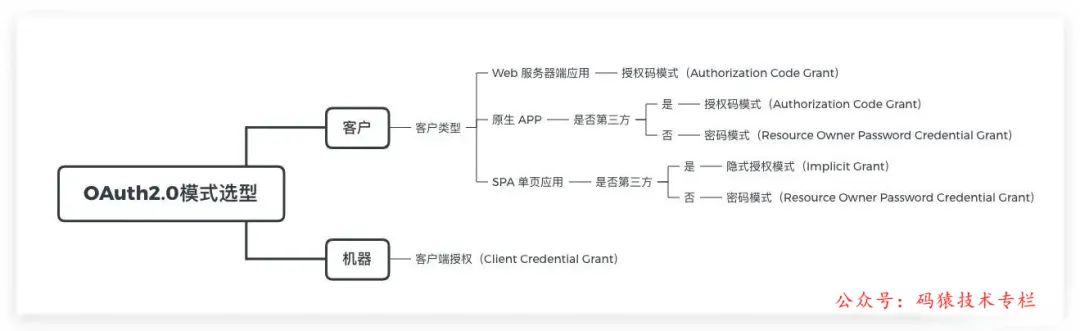 OAuth2.0模式选型
客户
客户类型
Web 服务器端应用
授权码模式（Authorization Code Grant）
原生 APP
是否第三方
是
授权码模式（Authorization Code Grant）
否
密码模式（Resource Owner Password Credential Grant）
SPA 单页应用
是否第三方
是
隐式授权模式（Implicit Grant）
否
密码模式（Resource Owner Password Credential Grant）
机器
客户端授权（Client Credential Grant）
公众号：码猿技术专栏